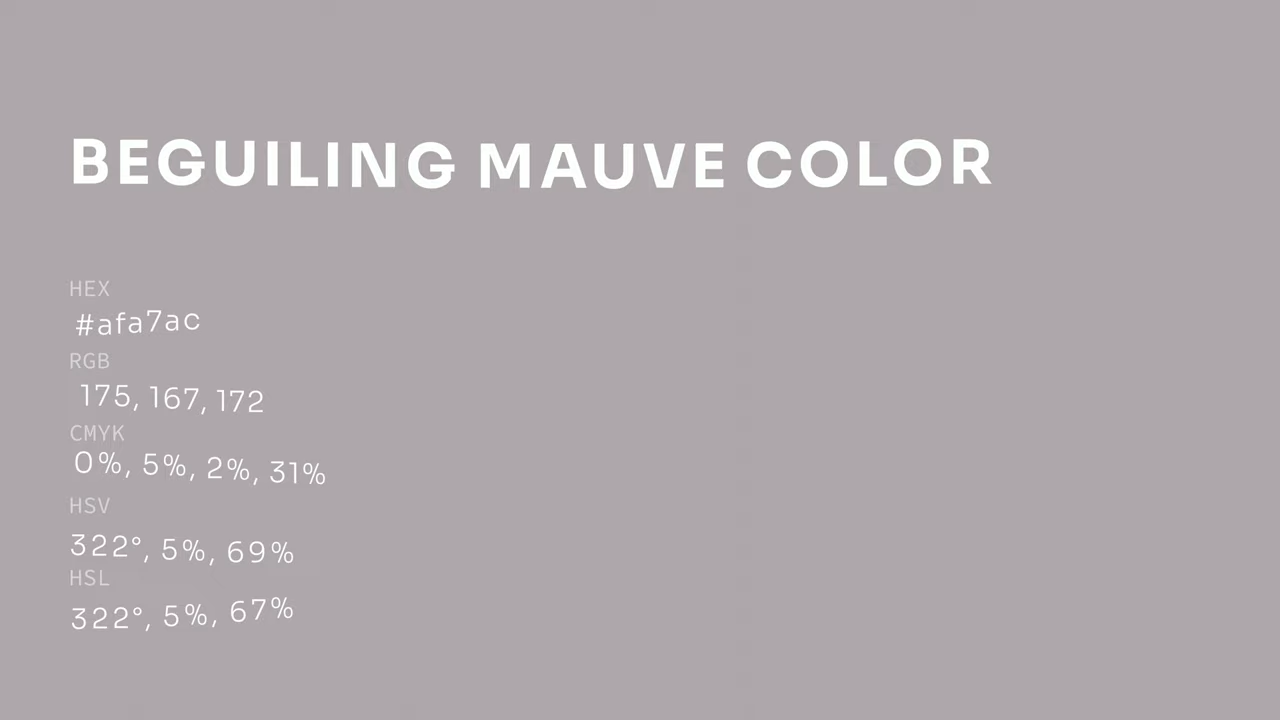 BEGUILING MAUVE COLOR
HEX
#afa7ac
RGB
175, 167, 172
CMYK
0%, 5%, 2%, 31%
HSV
322°, 5%, 69%
HSL
322°, 5%, 67%